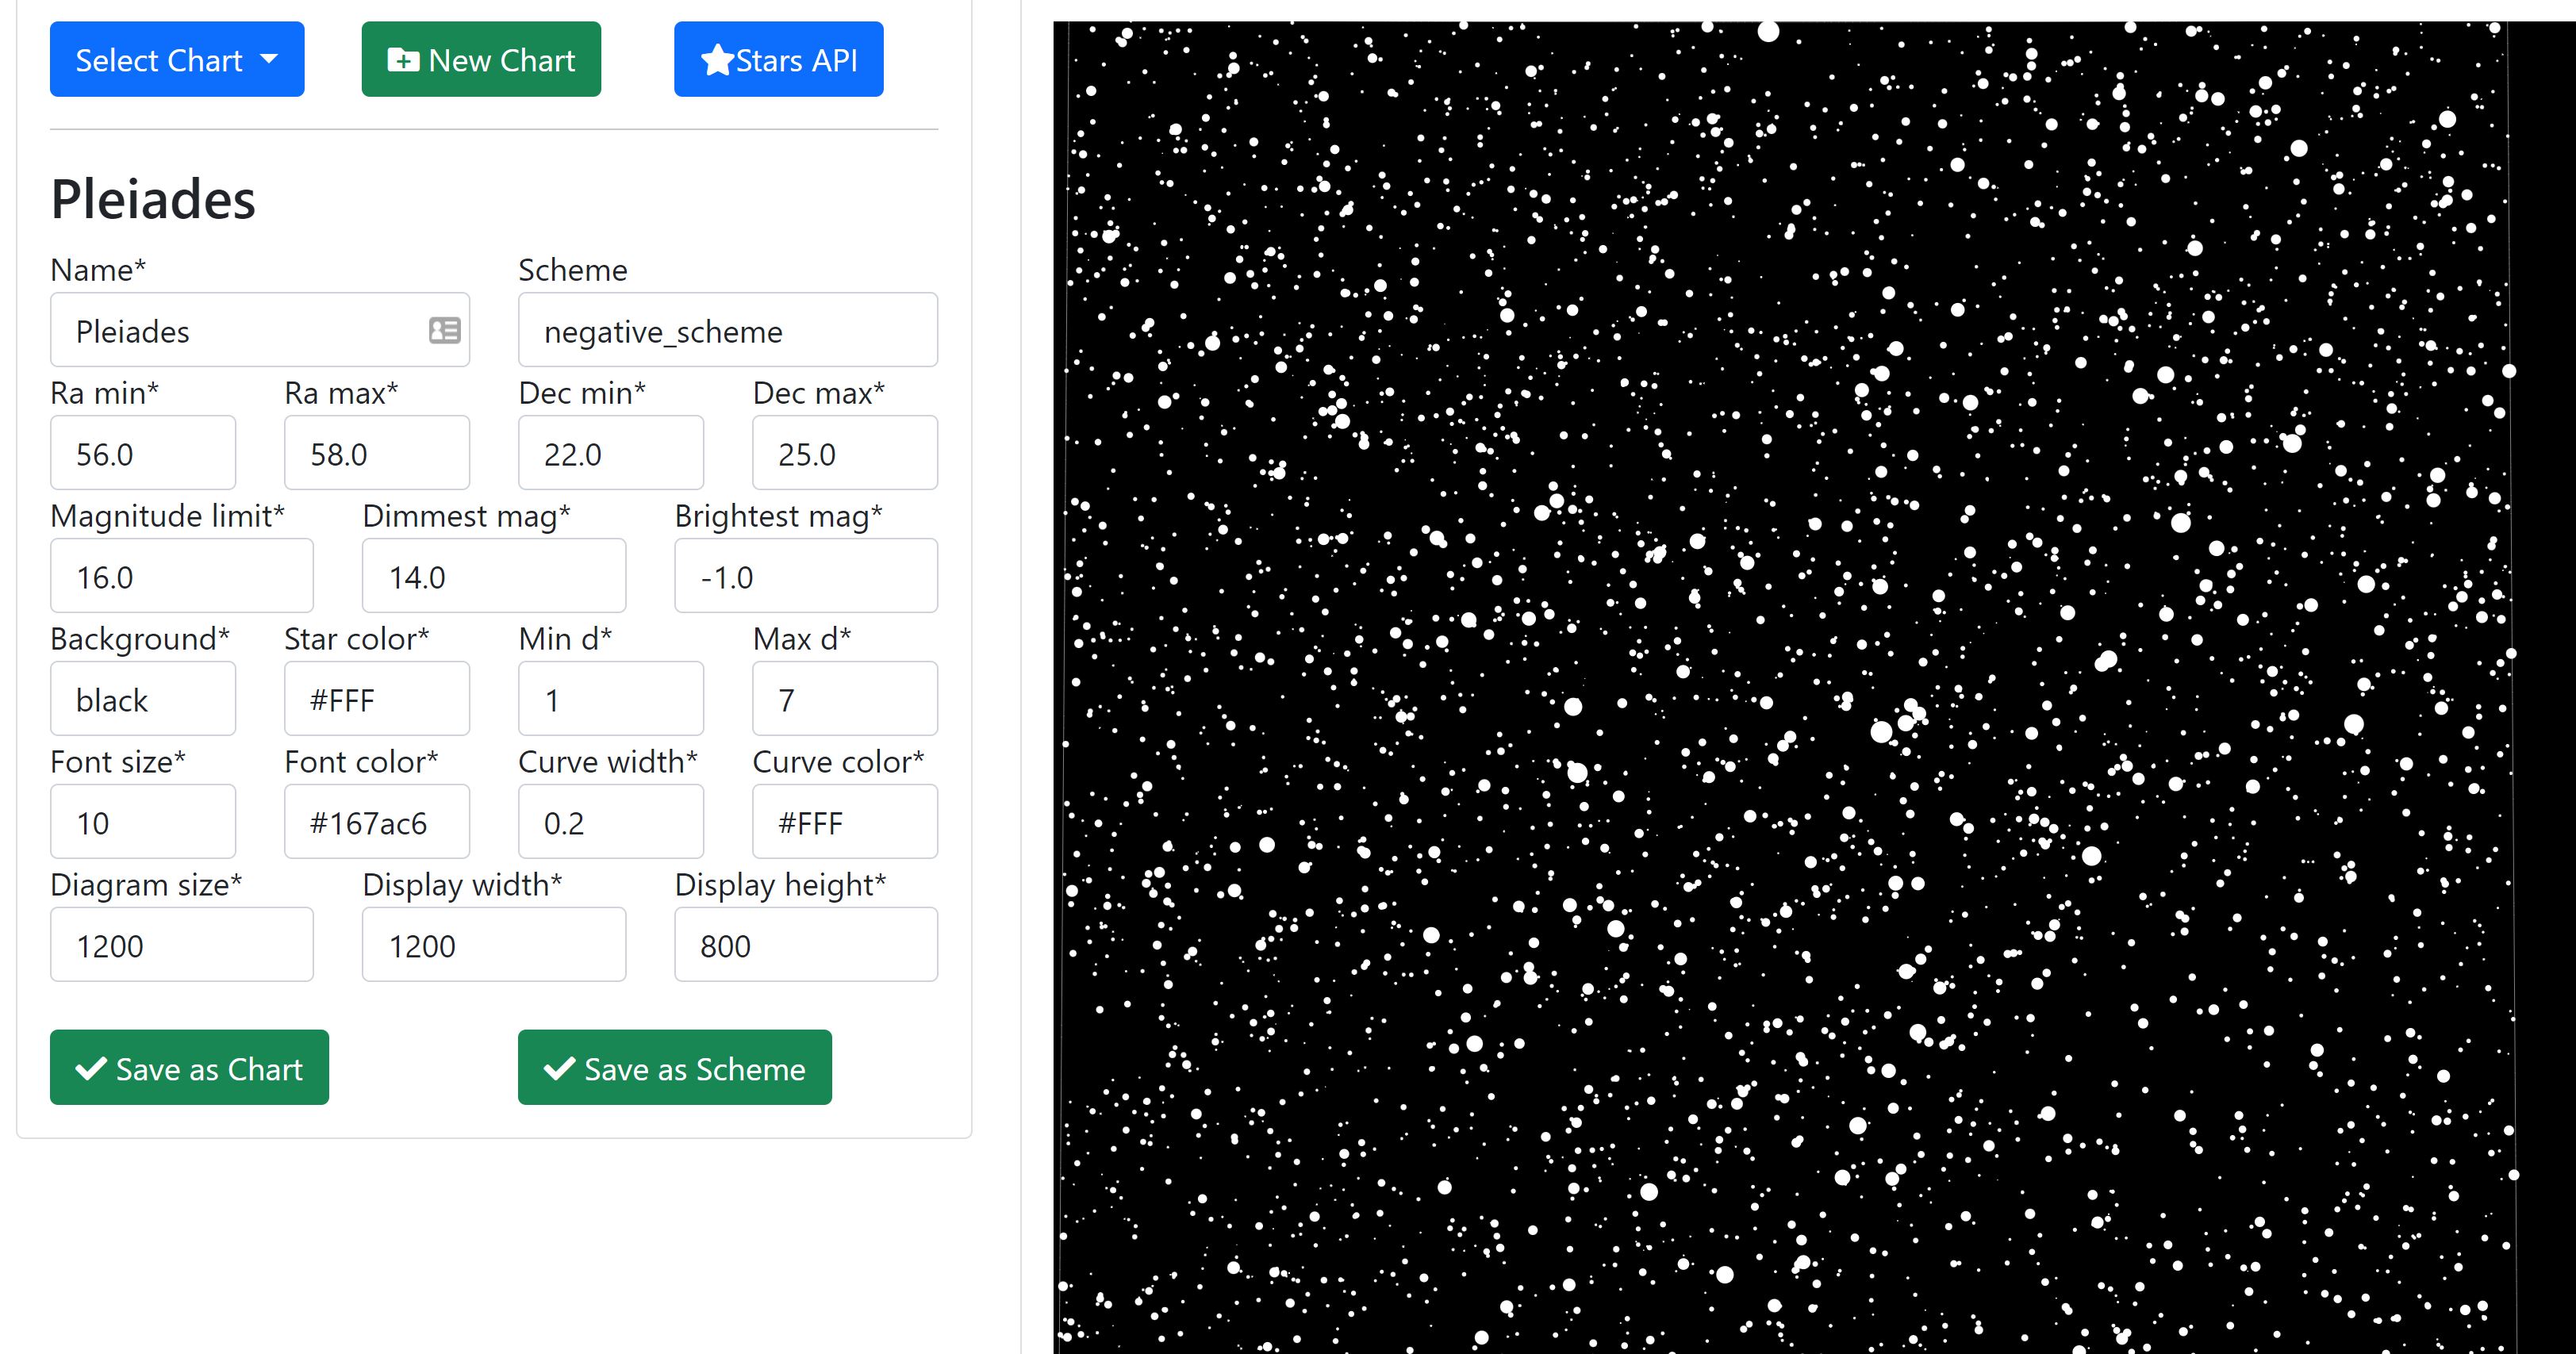 Select Chart New Chart Stars API
Pleiades
Name* Scheme
Pleiades negative_scheme
Ra min* Ra max* Dec min* Dec max*
56.0 58.0 22.0 25.0
Magnitude limit* Dimmest mag* Brightest mag*
16.0 14.0 -1.0
Background* Star color* Min d* Max d*
black #FFF 1 7
Font size* Font color* Curve width* Curve color*
10 #167ac6 0.2 #FFF
Diagram size* Display width* Display height*
1200 1200 800
Save as Chart Save as Scheme